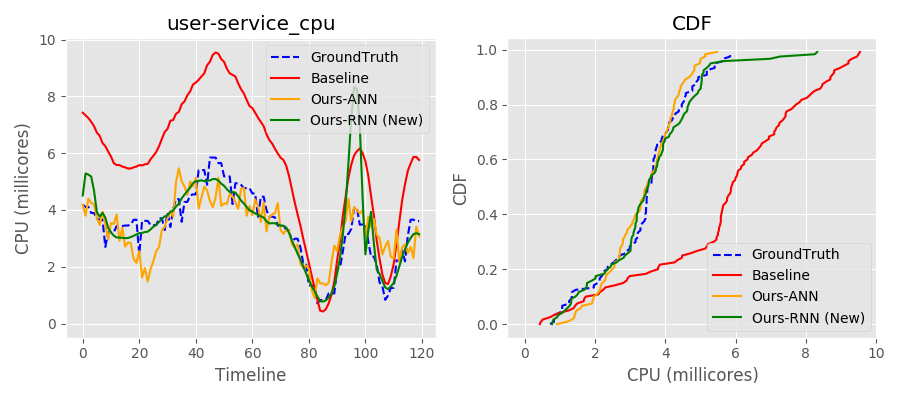 user-service_cpu
CPU (millicores)
10
8
6
4
2
0
0
20
40
60
80
100
120
Timeline
GroundTruth
Baseline
Ours-ANN
Ours-RNN (New)
CDF
CDF
1.0
0.8
0.6
0.4
0.2
0.0
0
2
4
6
8
10
CPU (millicores)
GroundTruth
Baseline
Ours-ANN
Ours-RNN (New)